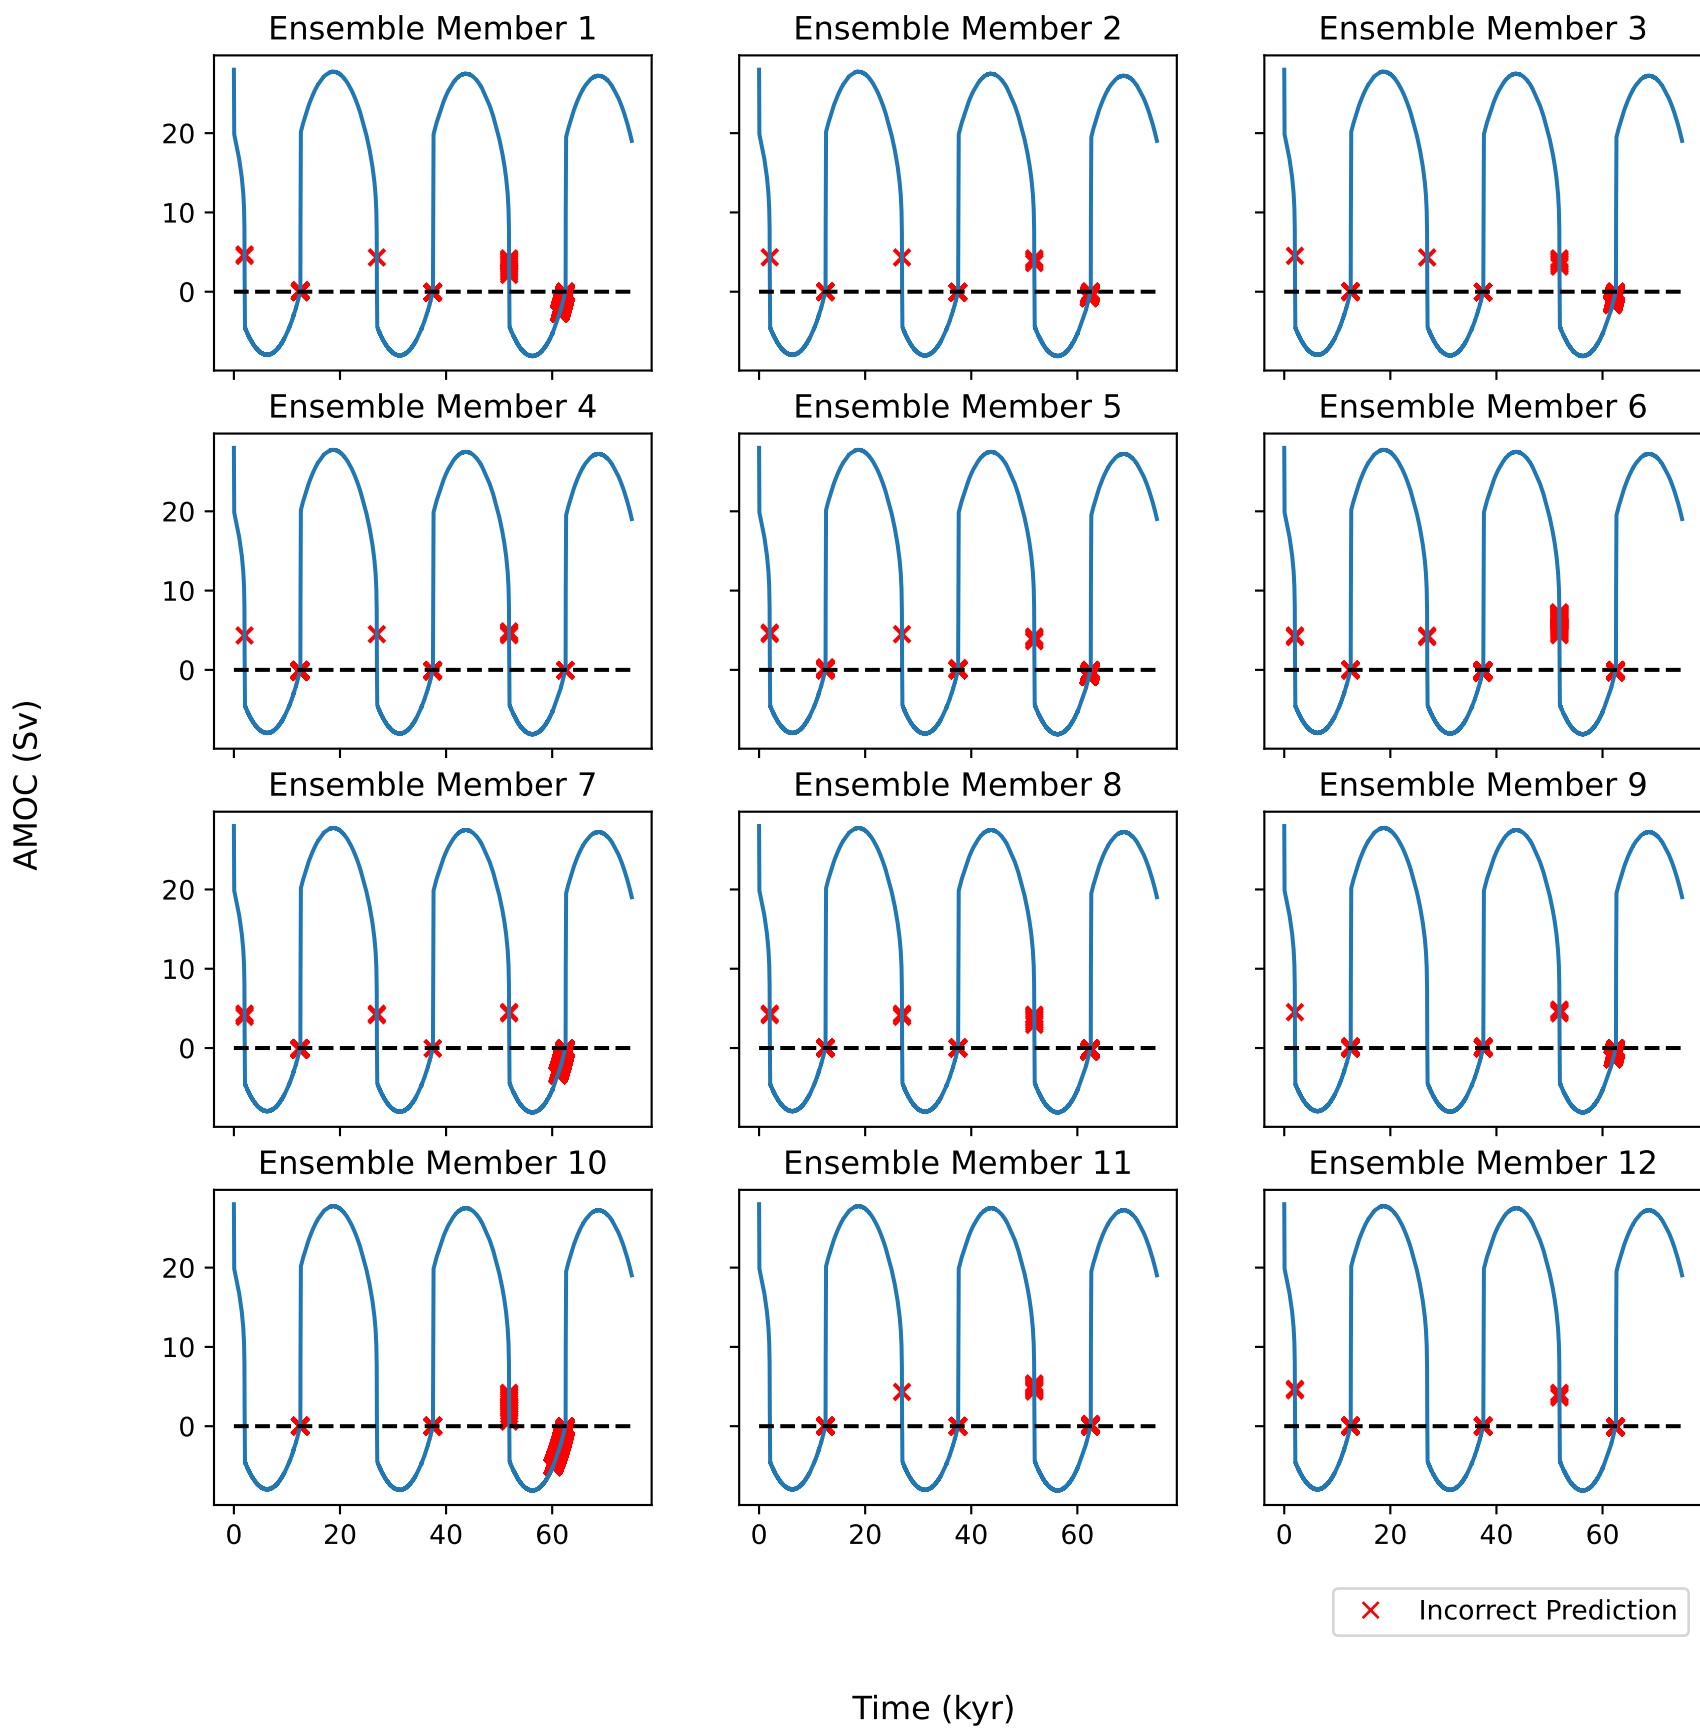 Ensemble Member 1
Ensemble Member 2
Ensemble Member 3
20
10
0
Ensemble Member 4
Ensemble Member 5
Ensemble Member 6
20
10
0
AMOC (Sv)
Ensemble Member 7
Ensemble Member 8
Ensemble Member 9
20
10
0
Ensemble Member 10
Ensemble Member 11
Ensemble Member 12
20
10
0
0 20 40 60
0 20 40 60
0 20 40 60
Incorrect Prediction
Time (kyr)